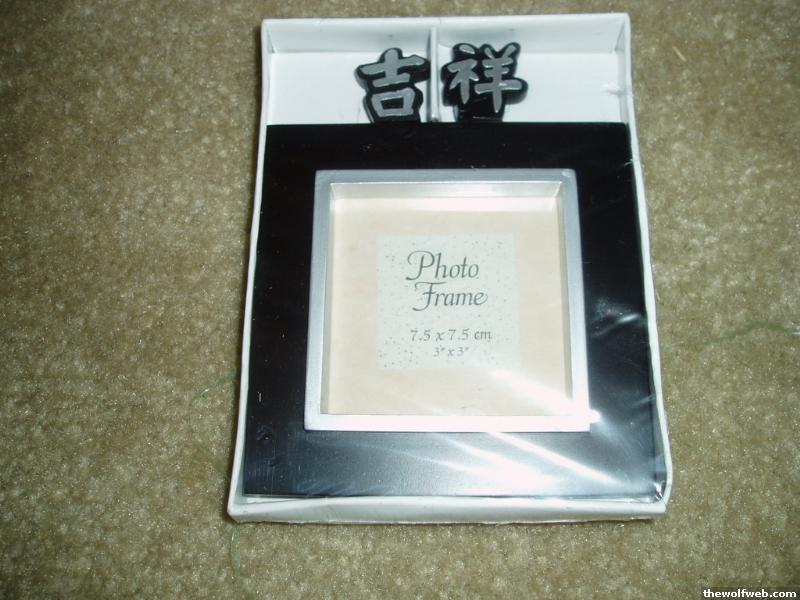 吉祥
Photo
Frame
7.5 x 7.5 cm
3" x 3"
thewolfweb.com